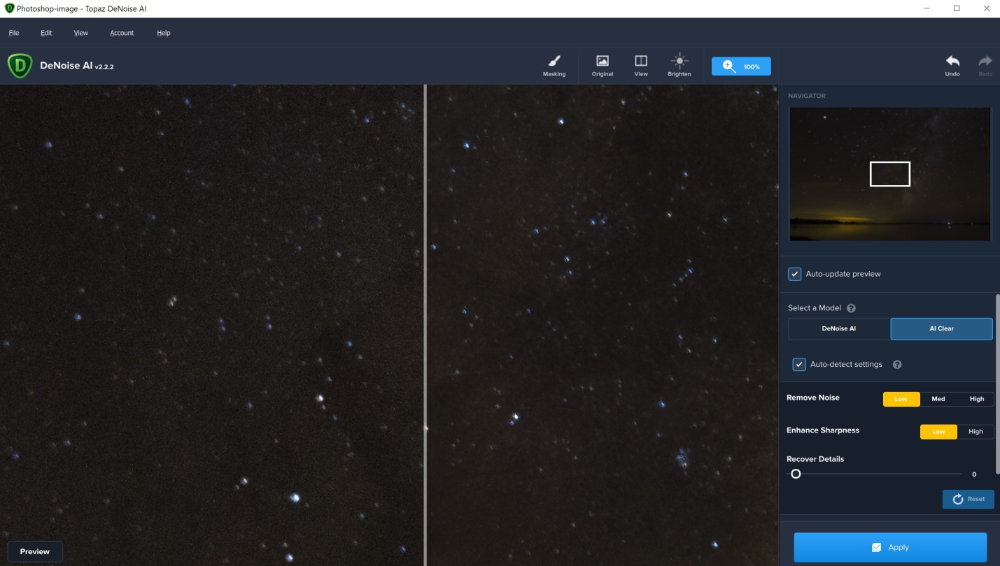 Photoshop-image - Topaz DeNoise AI
File Edit View Account Help
D DeNoise AI v2.2.2
Masking Original View Brighten 100% Undo Redo
NAVIGATOR
Auto-update preview
Select a Model ?
DeNoise AI AI Clear
Auto-detect settings ?
Remove Noise Low Med High
Enhance Sharpness Low High
Recover Details
0
Reset
Preview
Apply